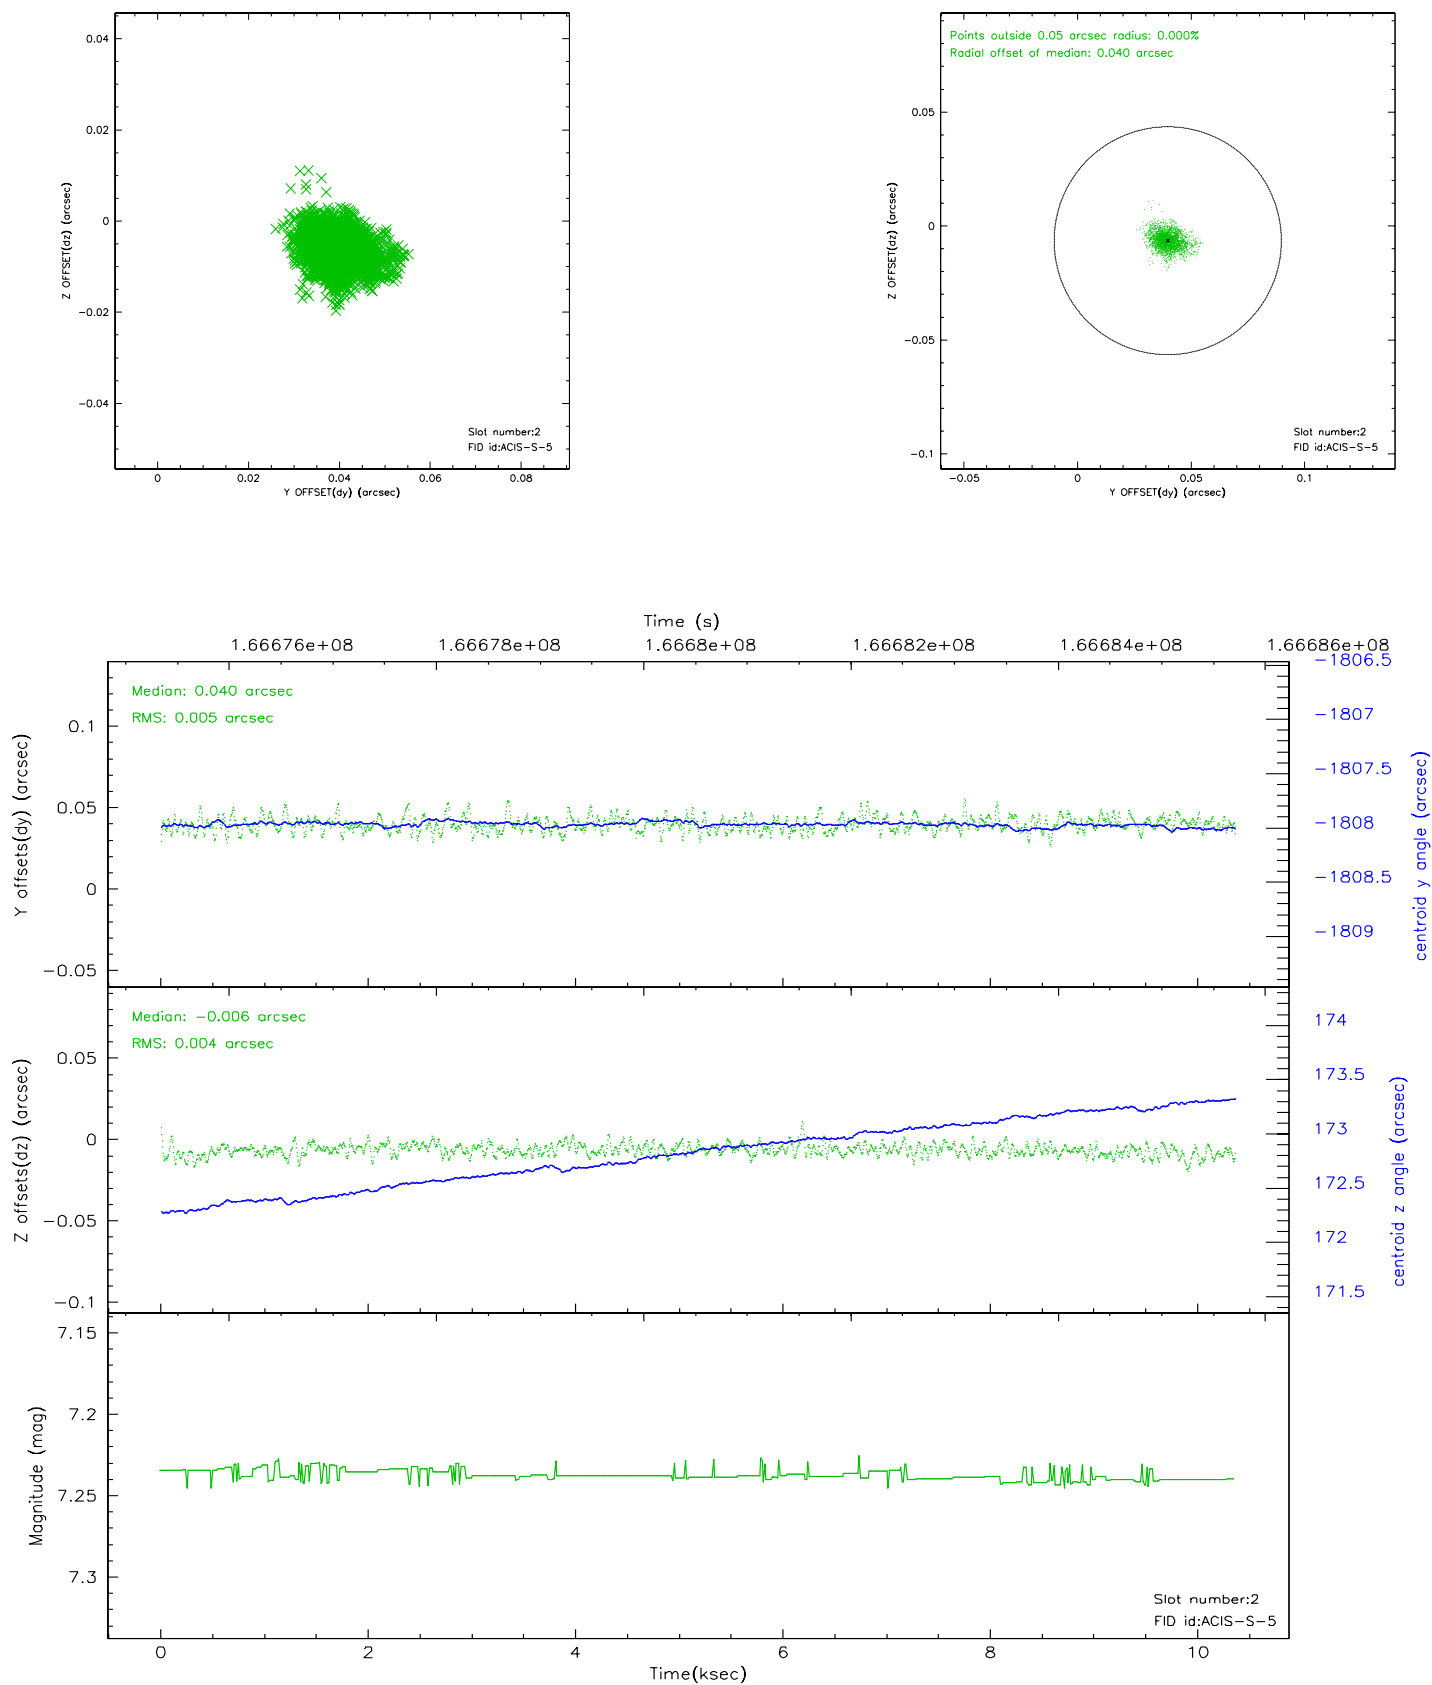 0.04
0.02
0
-0.02
-0.04
Z OFFSET(dz) (arcsec)
Slot number:2
FID id:ACIS-S-5
0 0.02 0.04 0.06 0.08
Y OFFSET(dy) (arcsec)
Points outside 0.05 arcsec radius: 0.000%
Radial offset of median: 0.040 arcsec
0.05
0
-0.05
-0.1
Z OFFSET(dz) (arcsec)
Slot number:2
FID id:ACIS-S-5
-0.05 0 0.05 0.1
Y OFFSET(dy) (arcsec)
Time (s)
1.66676e+08 1.66678e+08 1.6668e+08 1.66682e+08 1.66684e+08 1.66686e+08
Median: 0.040 arcsec
RMS: 0.005 arcsec
0.1
0.05
0
-0.05
Y offsets(dy) (arcsec)
-1806.5
-1807
-1807.5
-1808
-1808.5
-1809
centroid y angle (arcsec)
Median: -0.006 arcsec
RMS: 0.004 arcsec
0.05
0
-0.05
-0.1
Z offsets(dz) (arcsec)
174
173.5
173
172.5
172
171.5
centroid z angle (arcsec)
7.15
7.2
7.25
7.3
Magnitude (mag)
Slot number:2
FID id:ACIS-S-5
0 2 4 6 8 10
Time(ksec)